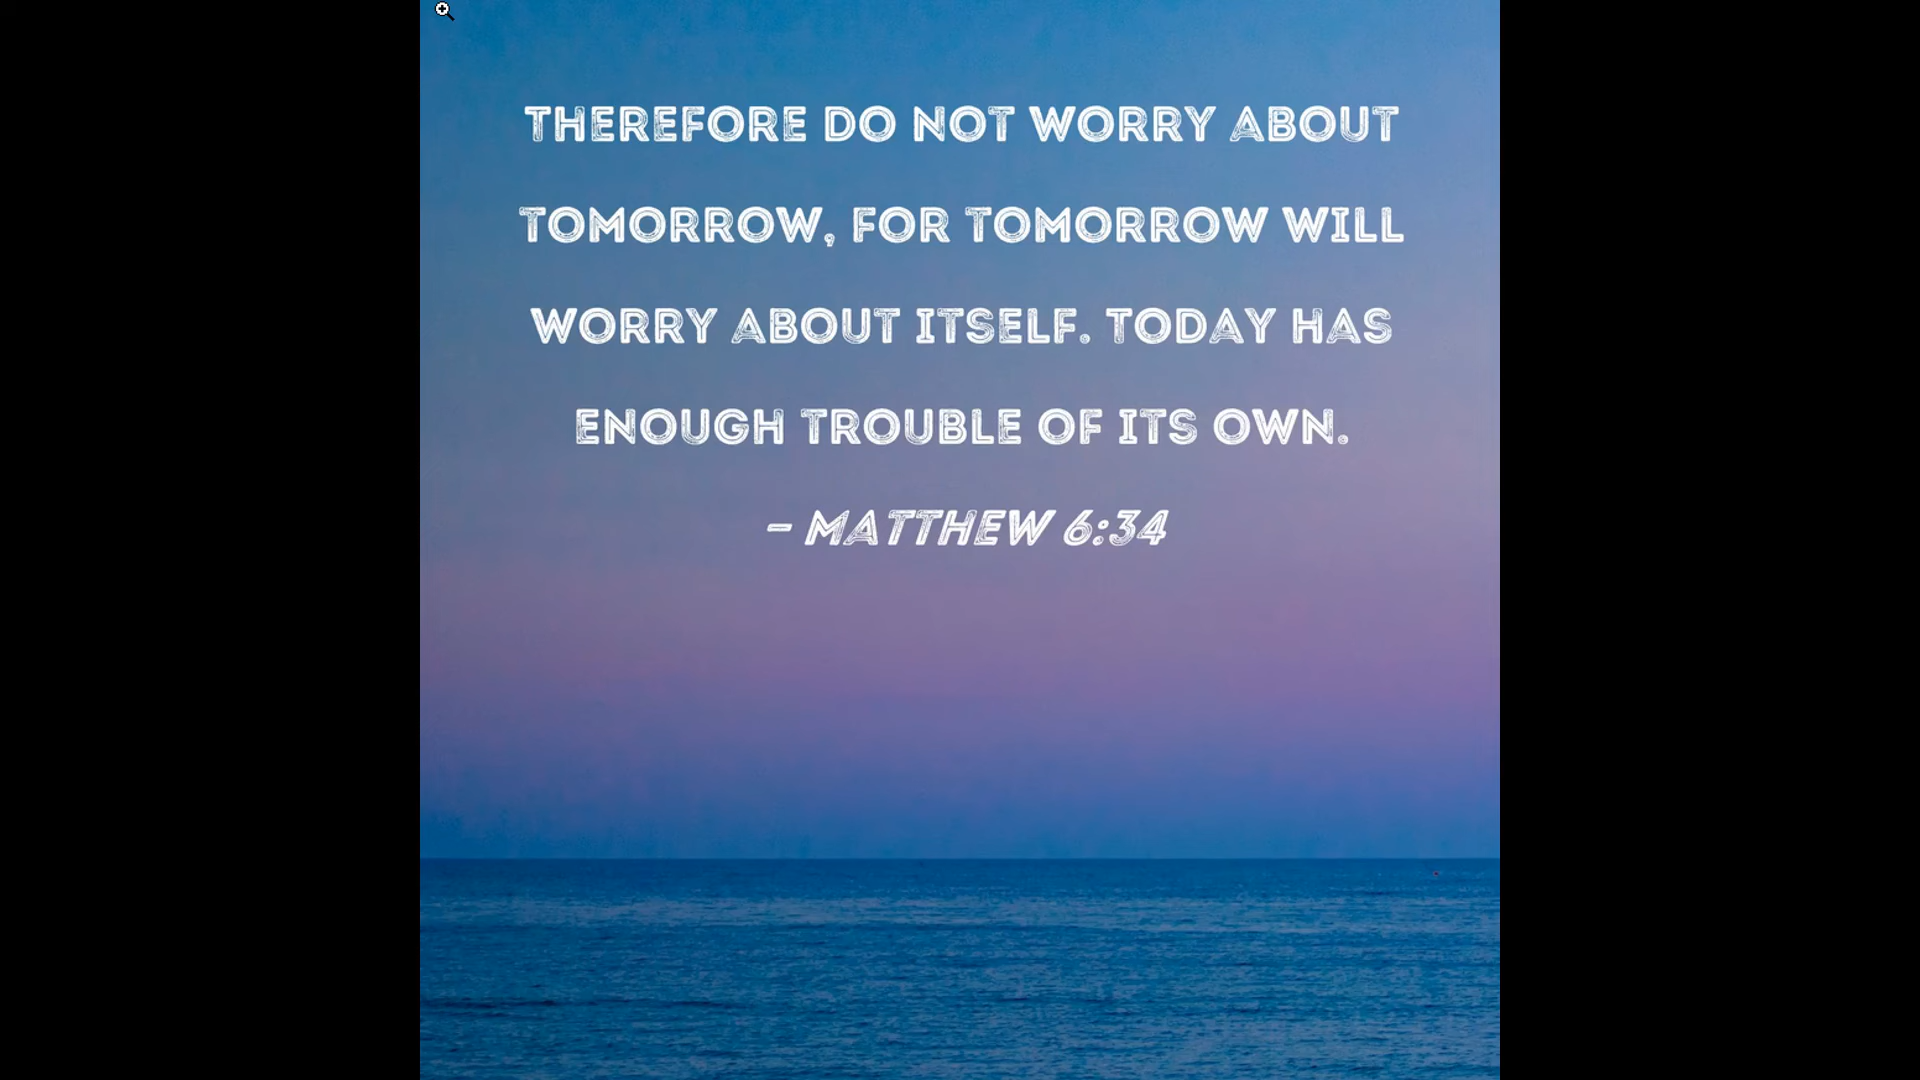 THEREFORE DO NOT WORRY ABOUT
TOMORROW, FOR TOMORROW WILL
WORRY ABOUT ITSELF. TODAY HAS
ENOUGH TROUBLE OF ITS OWN.
- MATTHEW 6:34